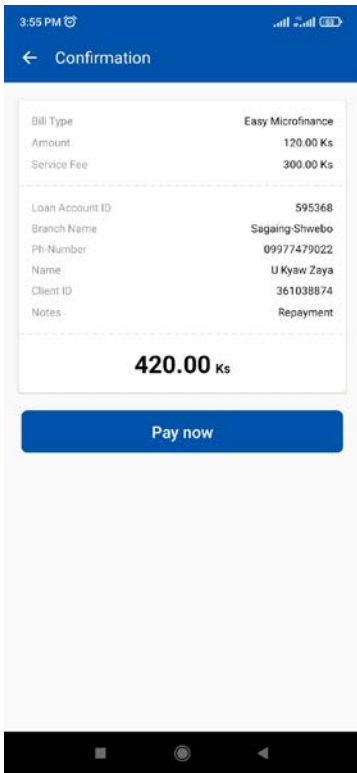 3:55 PM
Confirmation
Bill Type Easy Microfinance
Amount 120.00 Ks
Service Fee 300.00 Ks
Loan Account ID 595368
Branch Name Sagaing-Shwebo
Ph-Number 09977479022
Name U Kyaw Zaya
Client ID 361038874
Notes Repayment
420.00 Ks
Pay now